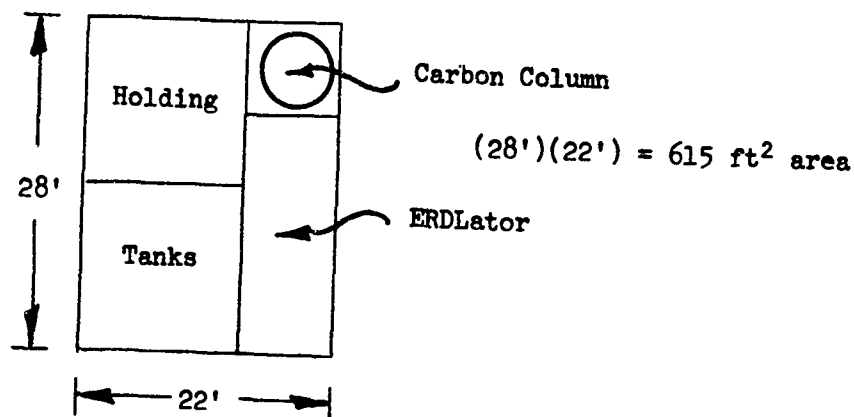 Carbon Column
Holding
(28')(22') = 615 ft² area
28'
ERDLator
Tanks
22'